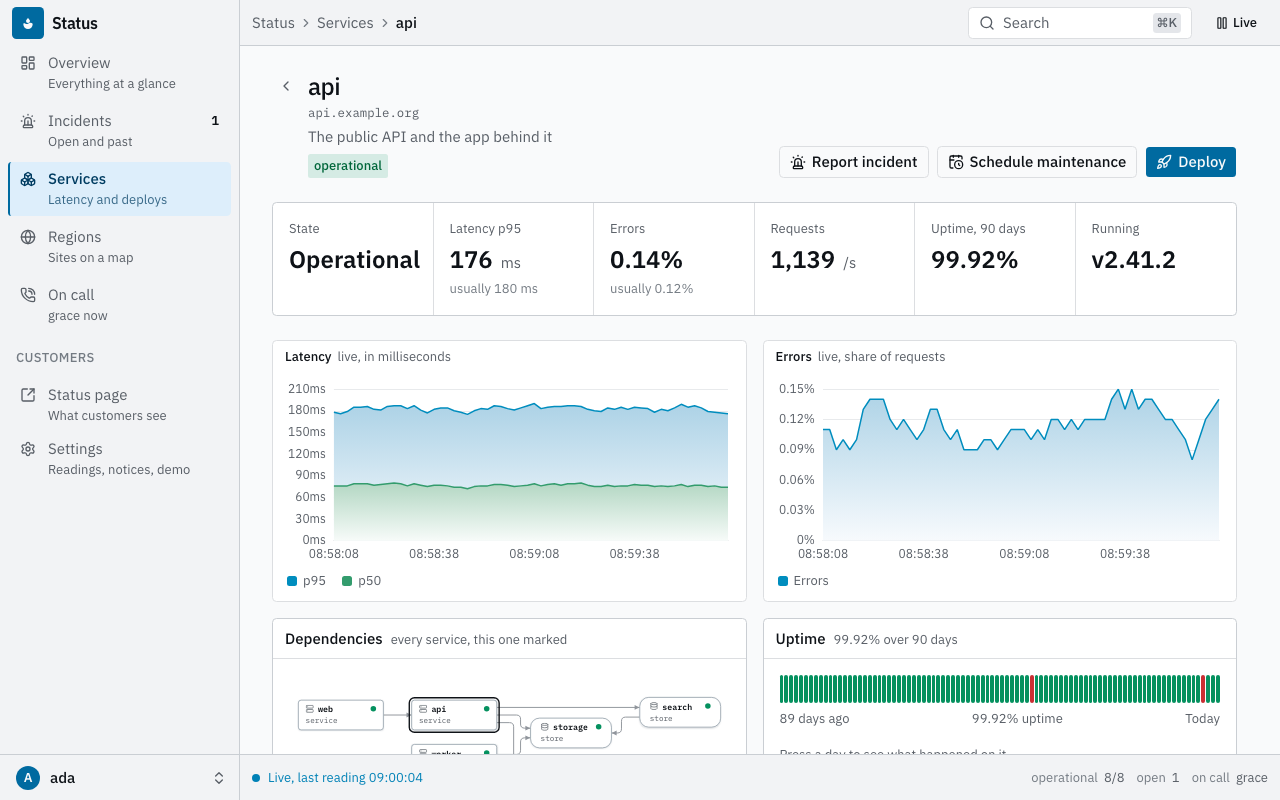 Status
Overview
Everything at a glance
Incidents 1
Open and past
Services
Latency and deploys
Regions
Sites on a map
On call
grace now
CUSTOMERS
Status page
What customers see
Settings
Readings, notices, demo
A ada
Status Services api
Search ⌘K
Live
api
api.example.org
The public API and the app behind it
operational
Report incident
Schedule maintenance
Deploy
State
Operational
Latency p95
176 ms
usually 180 ms
Errors
0.14%
usually 0.12%
Requests
1,139 /s
Uptime, 90 days
99.92%
Running
v2.41.2
Latency live, in milliseconds
210ms
180ms
150ms
120ms
90ms
60ms
30ms
0ms
08:58:08 08:58:38 08:59:08 08:59:38
p95 p50
Errors live, share of requests
0.15%
0.12%
0.09%
0.06%
0.03%
0%
08:58:08 08:58:38 08:59:08 08:59:38
Errors
Dependencies every service, this one marked
web
service
api
service
storage
store
search
store
worker
Uptime 99.92% over 90 days
89 days ago 99.92% uptime Today
Press a day to see what happened on it
Live, last reading 09:00:04
operational 8/8 open 1 on call grace